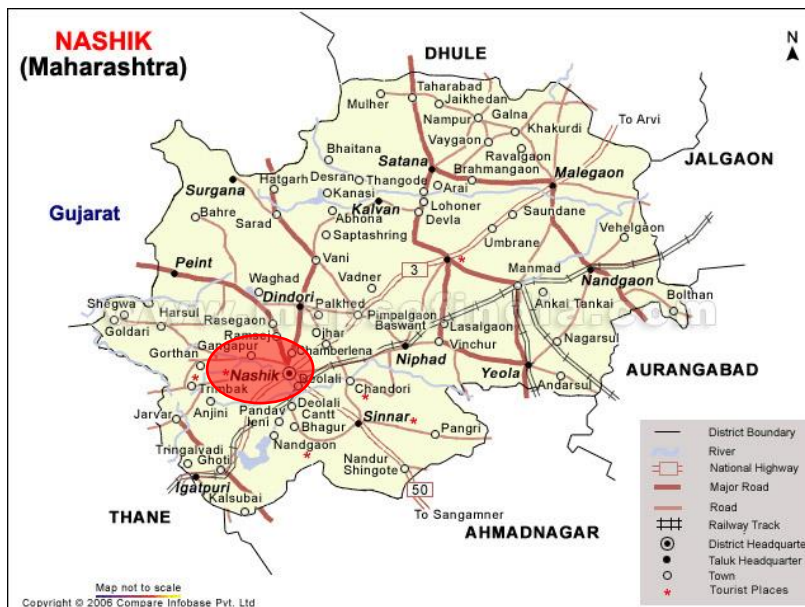 NASHIK
(Maharashtra)
DHULE
N
Taharabad
Mulher
Jaikhedan
Nampur
Galna
To Arvi
Khakurdi
Vaygaon
Bhaitana
Satana
Ravalgaon
JALGAON
Desran
Thangode
Brahmangaon
Malegaon
Surgana
Hatgarh
Arai
Kanasi
Kalvan
Lohoner
Gujarat
Bahre
Sarad
Abhona
Devla
Saundane
Saptashring
Umbrane
Vehelgaon
Vani
Peint
3
Manmad
Waghad
Vadner
Nandgaon
Dindori
Ankai
Tankai
Bolthan
Shegwa
Harsul
Palkhed
Pimpalgaon
Goldari
Rasegaon
Baswant
Lasalgaon
Ramsej
Jhar
Nagarsul
Gangapur
Chamberlena
Vinchur
Gorthan
Niphad
Yeola
AURANGABAD
Nashik
Deolali
Chandori
Andarsul
Trimbak
Anjini
Deolali
Cantt
Jarvar
Pandav
leni
Bhagur
Sinnar
Pangri
Tringalvadi
Nandgaon
Ghoti
Nandur
Shingote
Igatpuri
Kalsubai
50
THANE
To Sangamner
AHMADNAGAR
District Boundary
River
National Highway
Major Road
Road
Railway Track
District Headquarte
Taluk Headquarter
Town
Tourist Places
Map not to scale
Copyright © 2006 Compare Infobase Pvt. Ltd